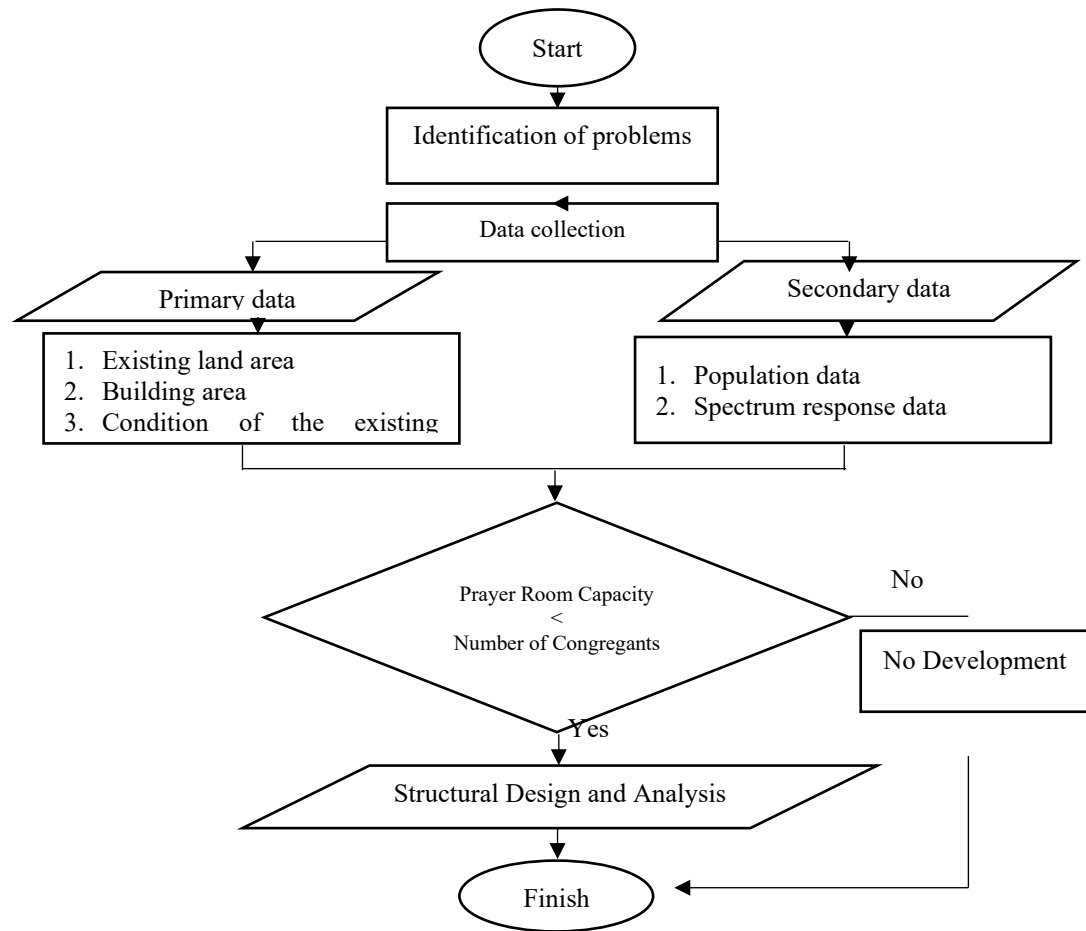 Start
Identification of problems
Data collection
Primary data
Secondary data
1. Existing land area
2. Building area
3. Condition of the existing
1. Population data
2. Spectrum response data
Prayer Room Capacity
<
Number of Congregants
No
No Development
Yes
Structural Design and Analysis
Finish